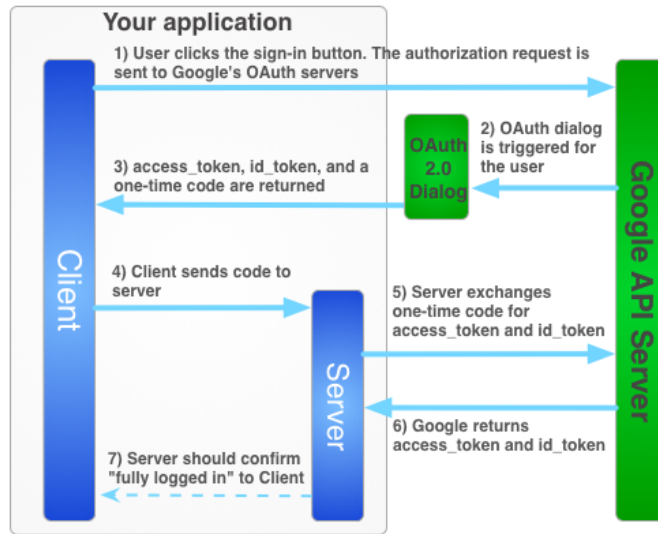 Your application
1) User clicks the sign-in button. The authorization request is
sent to Google's OAuth servers
OAuth
2.0
Dialog
2) OAuth dialog
is triggered for
the user
3) access_token, id_token, and a
one-time code are returned
Client
4) Client sends code to
server
Server
5) Server exchanges
one-time code for
access_token and id_token
6) Google returns
access_token and id_token
7) Server should confirm
"fully logged in" to Client
Google API Server